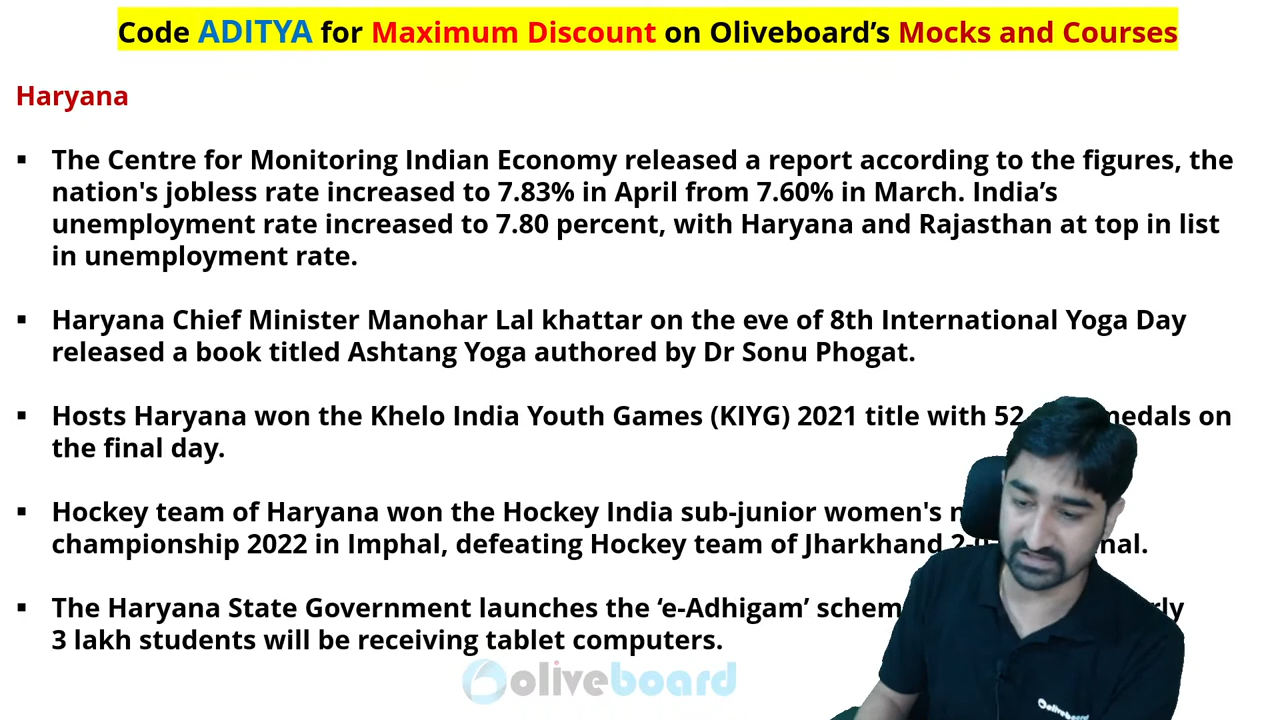 Code ADITYA for Maximum Discount on Oliveboard’s Mocks and Courses
Haryana
▪ The Centre for Monitoring Indian Economy released a report according to the figures, the
nation's jobless rate increased to 7.83% in April from 7.60% in March. India’s
unemployment rate increased to 7.80 percent, with Haryana and Rajasthan at top in list
in unemployment rate.
▪ Haryana Chief Minister Manohar Lal khattar on the eve of 8th International Yoga Day
released a book titled Ashtang Yoga authored by Dr Sonu Phogat.
▪ Hosts Haryana won the Khelo India Youth Games (KIYG) 2021 title with 52 medals on
the final day.
▪ Hockey team of Haryana won the Hockey India sub-junior women's
championship 2022 in Imphal, defeating Hockey team of Jharkhand
▪ The Haryana State Government launches the ‘e-Adhigam’
3 lakh students will be receiving tablet computers.
oliveboard
Oliveboard